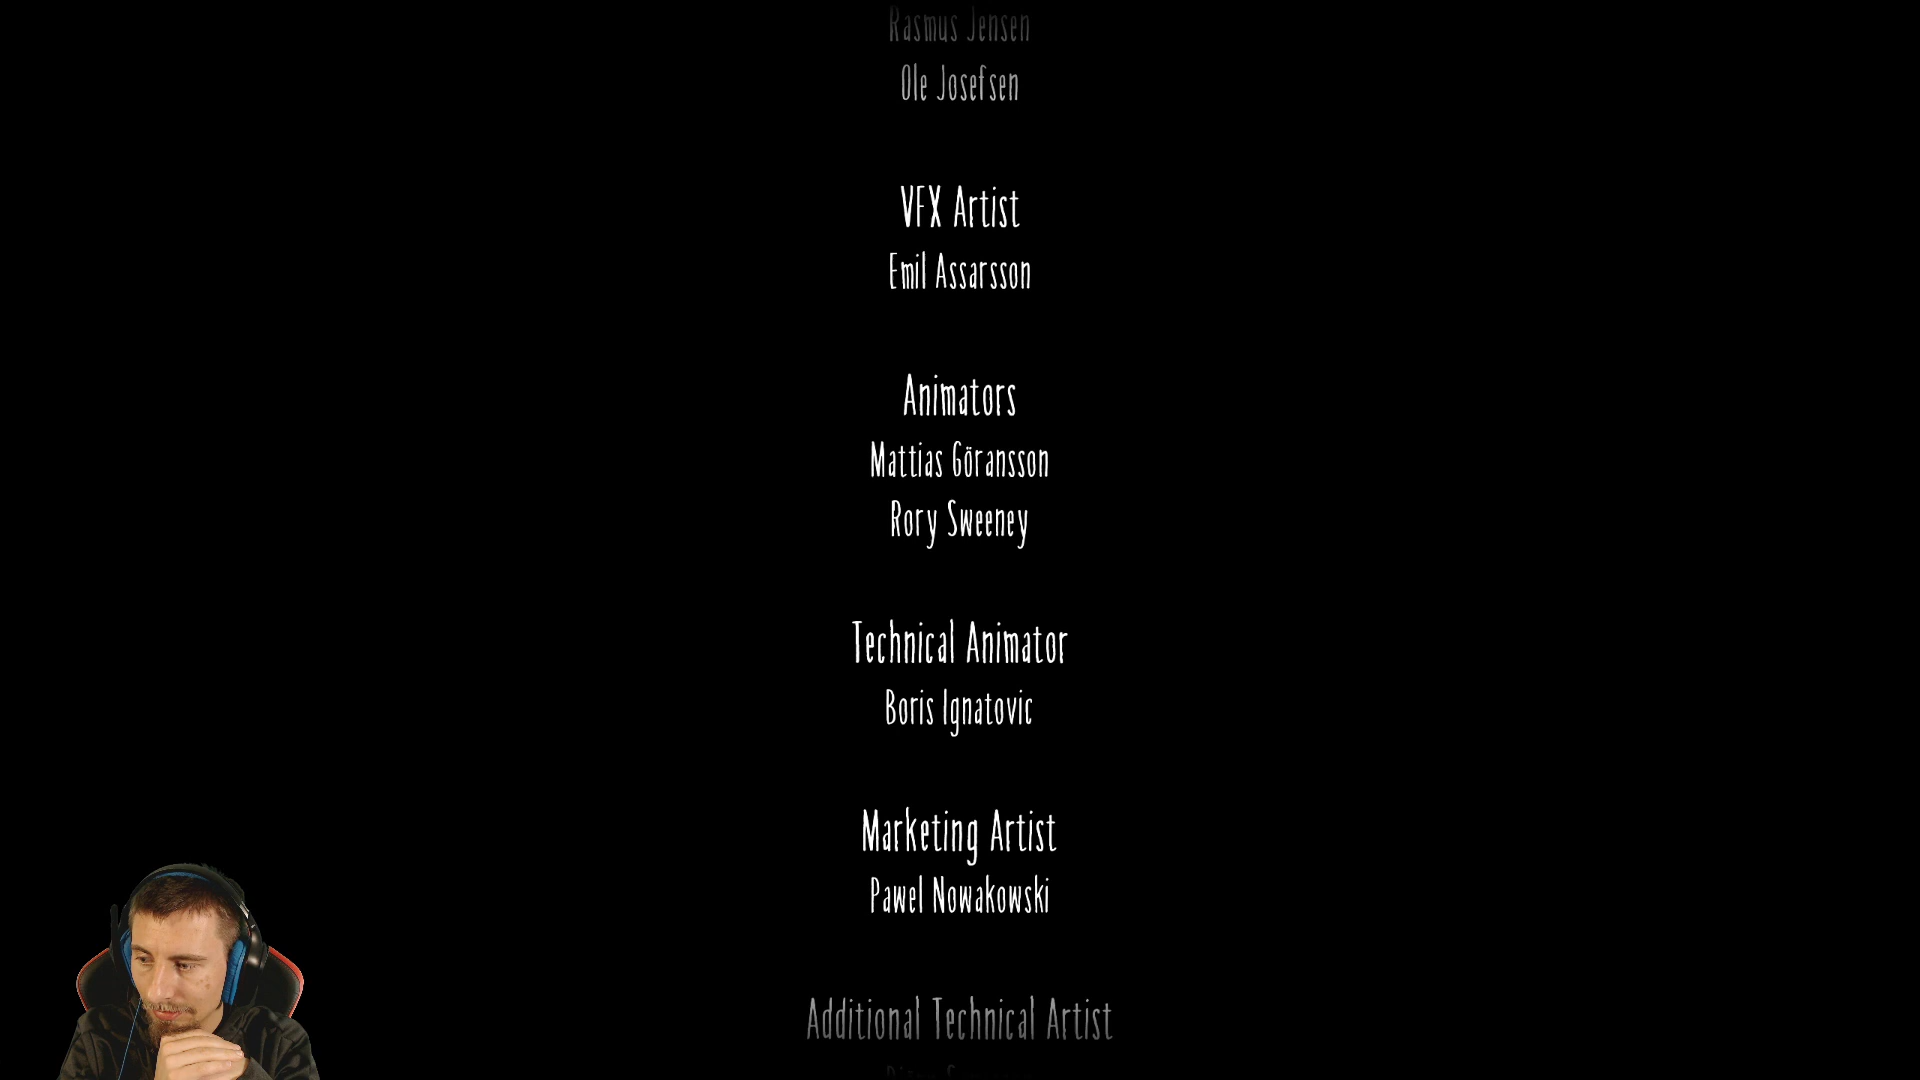 Rasmus Jensen
Ole Josefsen
VFX Artist
Emil Assarsson
Animators
Mattias Göransson
Rory Sweeney
Technical Animator
Boris Ignatovic
Marketing Artist
Pawel Nowakowski
Additional Technical Artist